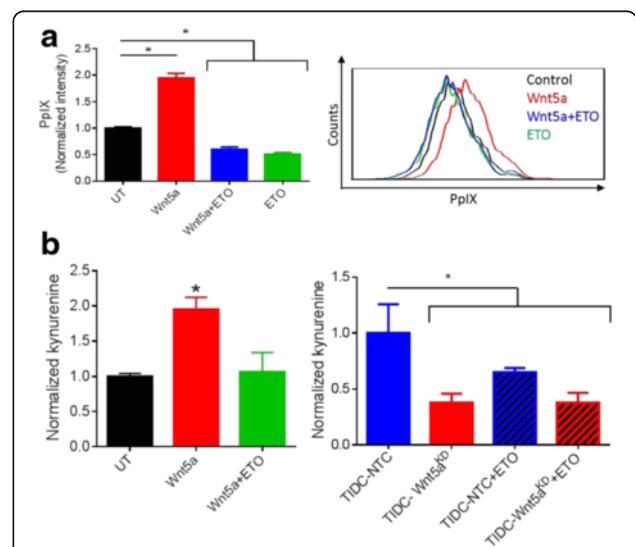 a
PpIX
(Normalized intensity)
2.5
2.0
1.5
1.0
0.5
0.0
*
*
UT
Wnt5a
Wnt5a+ETO
ETO
Counts
Control
Wnt5a
Wnt5a+ETO
ETO
PpIX
b
Normalized kynurenine
2.5
2.0
1.5
1.0
0.5
0.0
*
UT
Wnt5a
Wnt5a+ETO
Normalized kynurenine
1.5
1.0
0.5
0.0
*
TIDC-NTC
TIDC- Wnt5aKD
TIDC-NTC+ETO
TIDC-Wnt5aKD+ETO